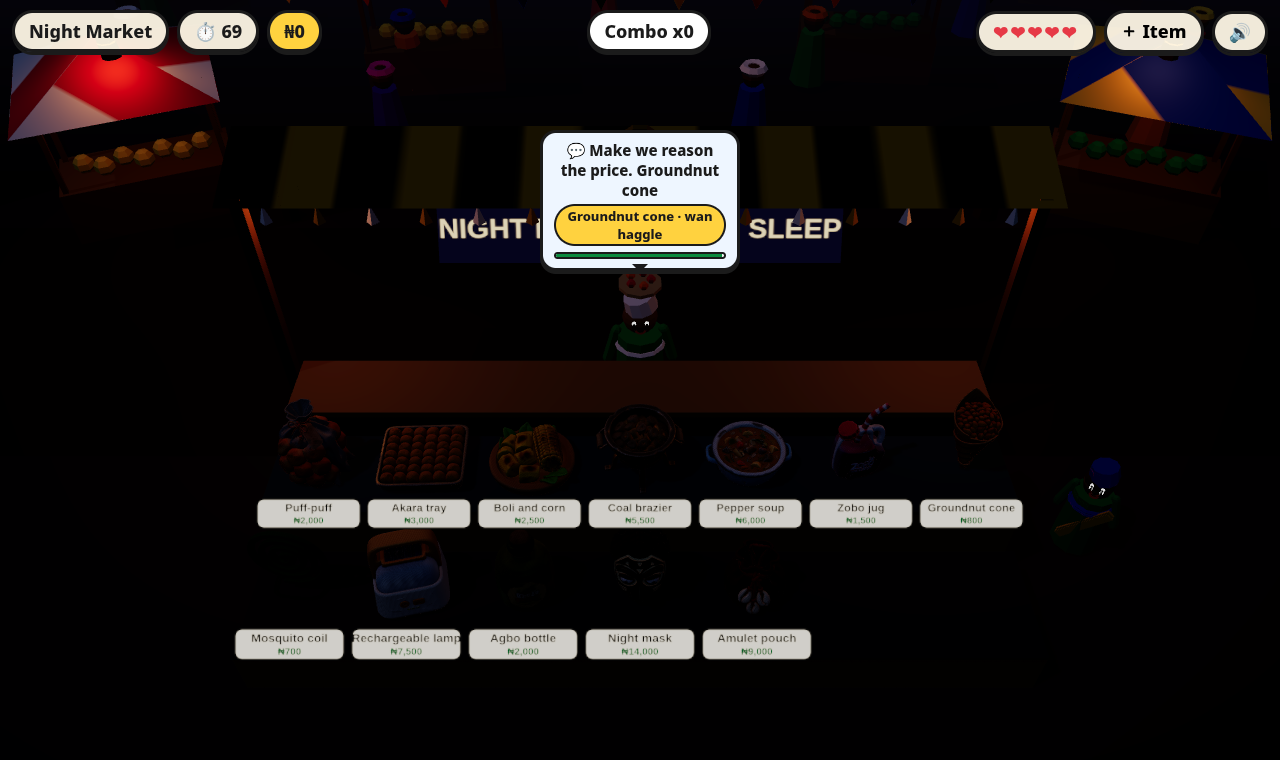 Night Market
⏱️ 69
₦0
Combo x0
❤❤❤❤❤
+ Item
🔊
💬 Make we reason
the price. Groundnut
cone
Groundnut cone · wan
haggle
NIGHT
SLEEP
Puff-puff
₦2,000
Akara tray
₦3,000
Boli and corn
₦2,500
Coal brazier
₦5,500
Pepper soup
₦6,000
Zobo jug
₦1,500
Groundnut cone
₦800
Mosquito coil
₦700
Rechargeable lamp
₦7,500
Agbo bottle
₦2,000
Night mask
₦14,000
Amulet pouch
₦9,000